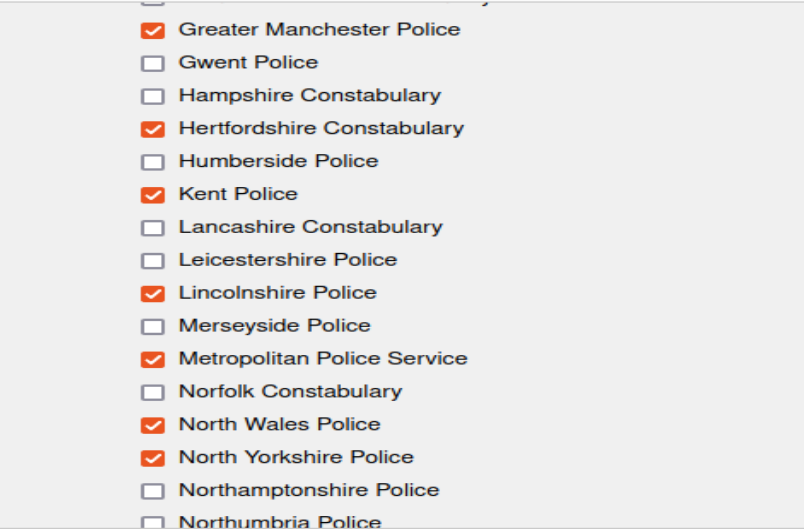 Greater Manchester Police
Gwent Police
Hampshire Constabulary
Hertfordshire Constabulary
Humberside Police
Kent Police
Lancashire Constabulary
Leicestershire Police
Lincolnshire Police
Merseyside Police
Metropolitan Police Service
Norfolk Constabulary
North Wales Police
North Yorkshire Police
Northamptonshire Police
Northumbria Police